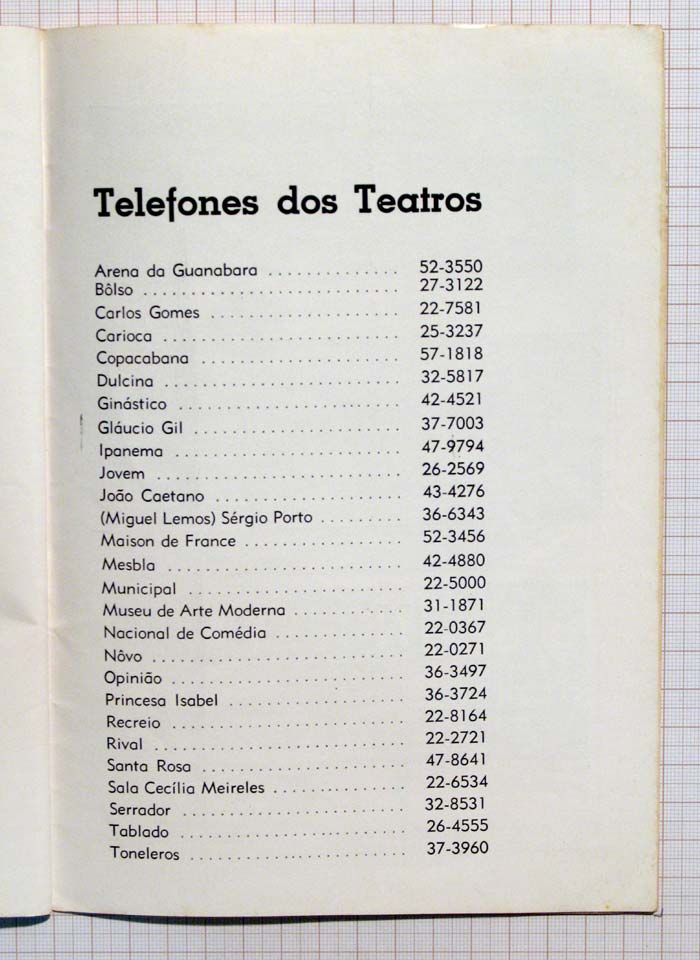 Telefones dos Teatros
Arena da Guanabara .............. 52-3550
Bôlso ........................... 27-3122
Carlos Gomes .................... 22-7581
Carioca ......................... 25-3237
Copacabana ...................... 57-1818
Dulcina ......................... 32-5817
Ginástico ....................... 42-4521
Gláucio Gil ..................... 37-7003
Ipanema ......................... 47-9794
Jovem ........................... 26-2569
João Caetano .................... 43-4276
(Miguel Lemos) Sérgio Porto ......... 36-6343
Maison de France ................ 52-3456
Mesbla .......................... 42-4880
Municipal ....................... 22-5000
Museu de Arte Moderna ............ 31-1871
Nacional de Comédia .............. 22-0367
Nôvo ............................ 22-0271
Opinião ......................... 36-3497
Princesa Isabel ................. 36-3724
Recreio ......................... 22-8164
Rival ........................... 22-2721
Santa Rosa ...................... 47-8641
Sala Cecília Meireles .............. 22-6534
Serrador ........................ 32-8531
Tablado ......................... 26-4555
Toneleros ....................... 37-3960